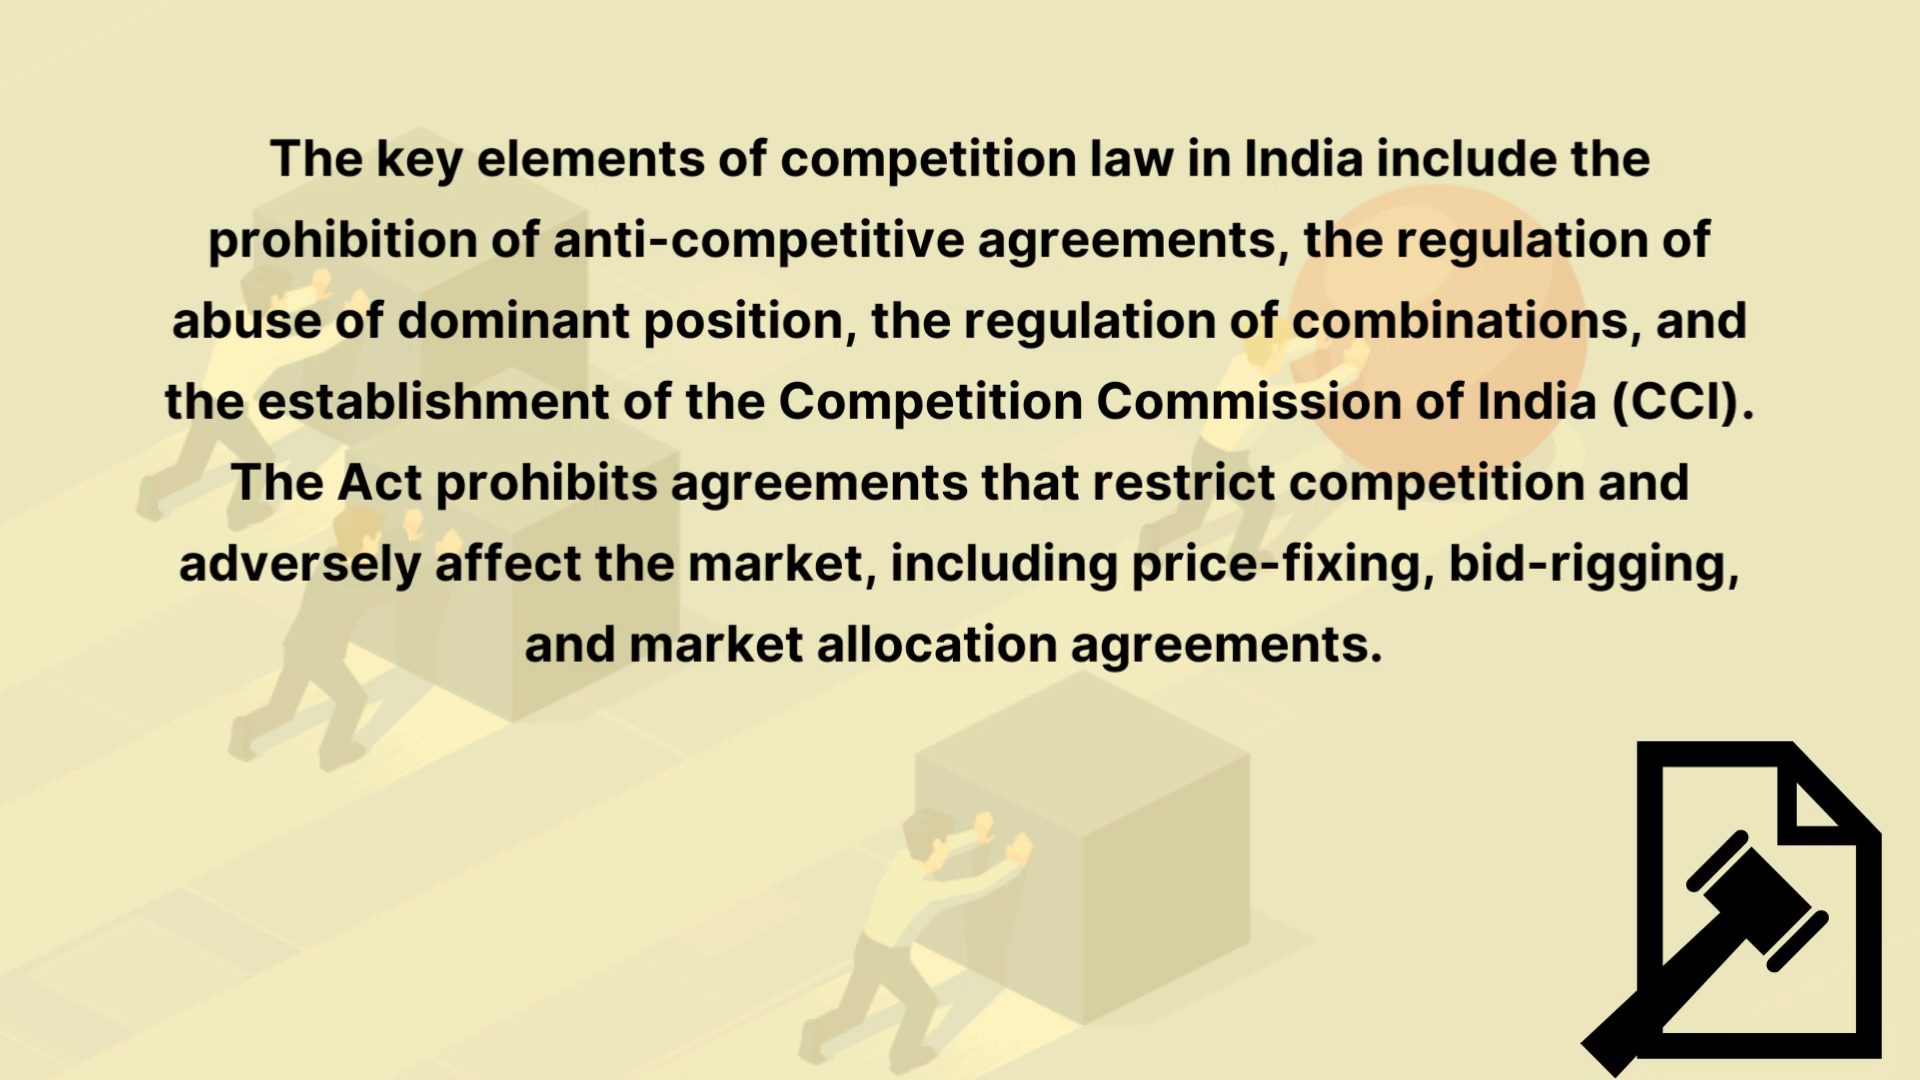 The key elements of competition law in India include the
prohibition of anti-competitive agreements, the regulation of
abuse of dominant position, the regulation of combinations, and
the establishment of the Competition Commission of India (CCI).
The Act prohibits agreements that restrict competition and
adversely affect the market, including price-fixing, bid-rigging,
and market allocation agreements.